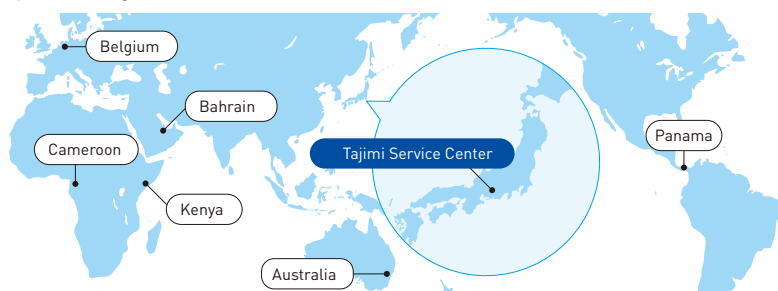 Belgium
Bahrain
Cameroon
Tajimi Service Center
Panama
Kenya
Australia